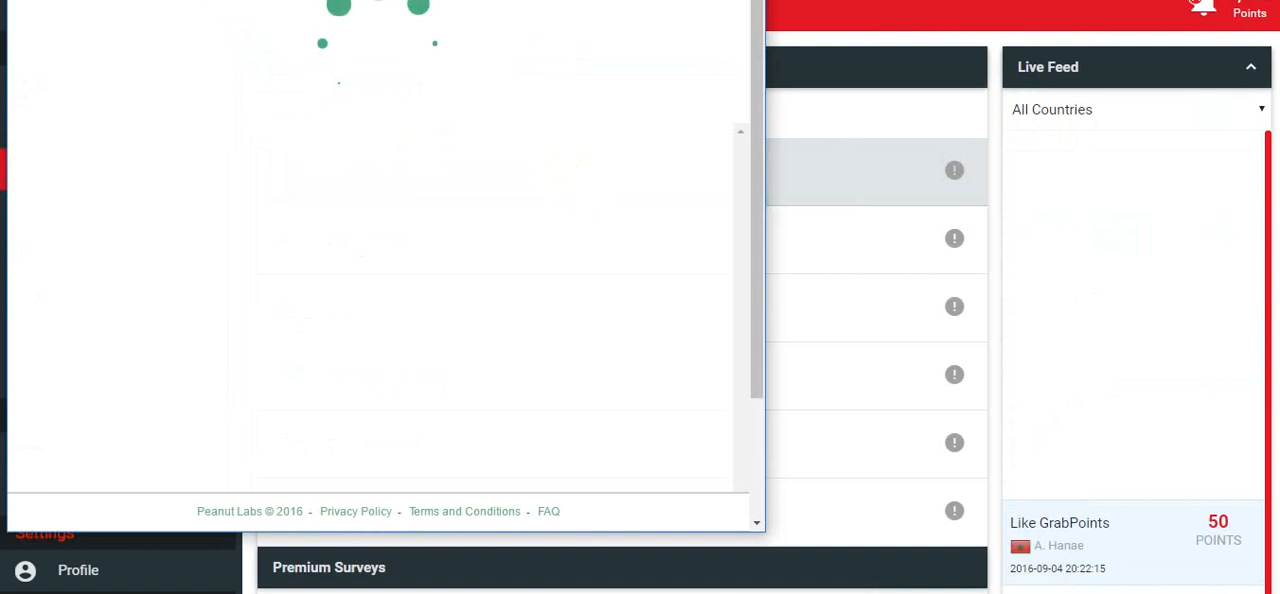 Points
Live Feed
All Countries
Peanut Labs © 2016 - Privacy Policy - Terms and Conditions - FAQ
Like GrabPoints
50
A. Hanae
POINTS
2016-09-04 20:22:15
Settings
Profile
Premium Surveys